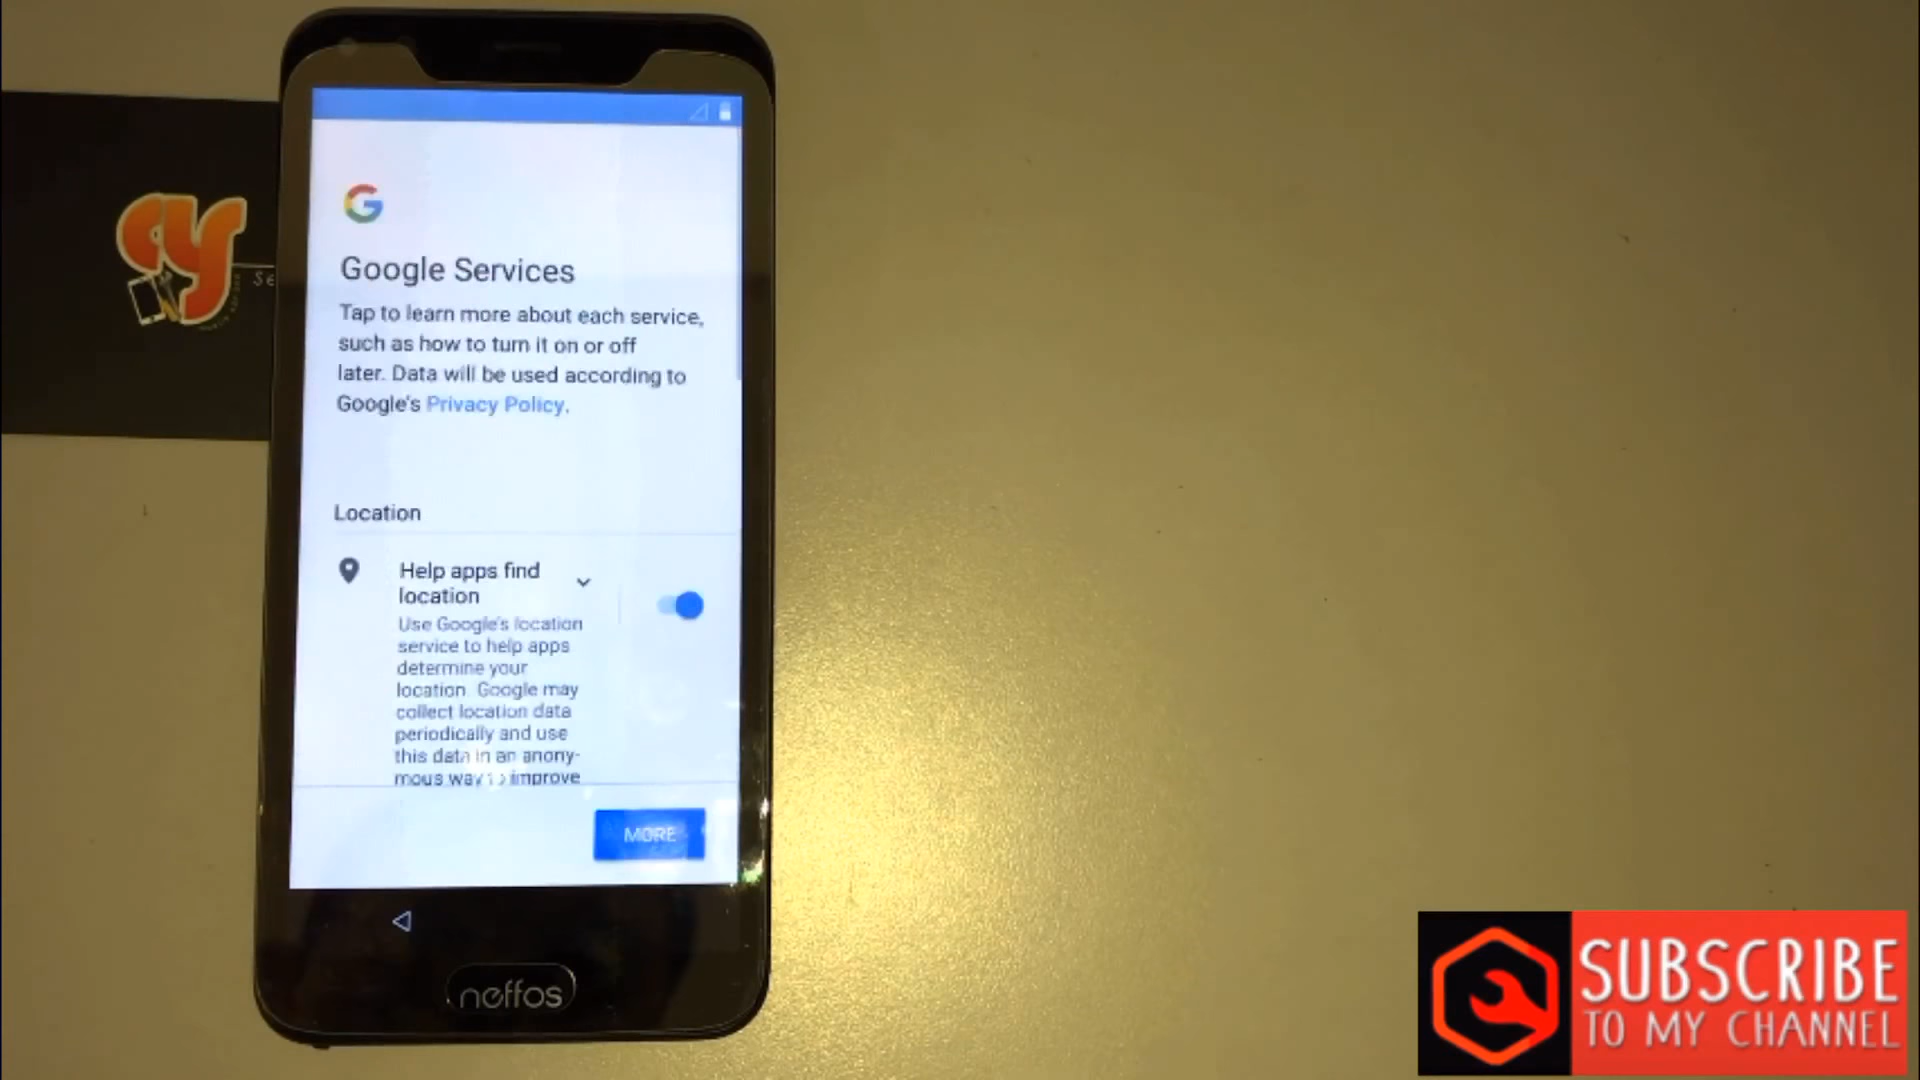 Google Services
Tap to learn more about each service,
such as how to turn it on or off
later. Data will be used according to
Google's Privacy Policy.
Location
Help apps find
location
Use Google's location
service to help apps
determine your
location. Google may
collect location data
periodically and use
this data in an anony-
mous way to improve
MORE
neffos
SUBSCRIBE
TO MY CHANNEL